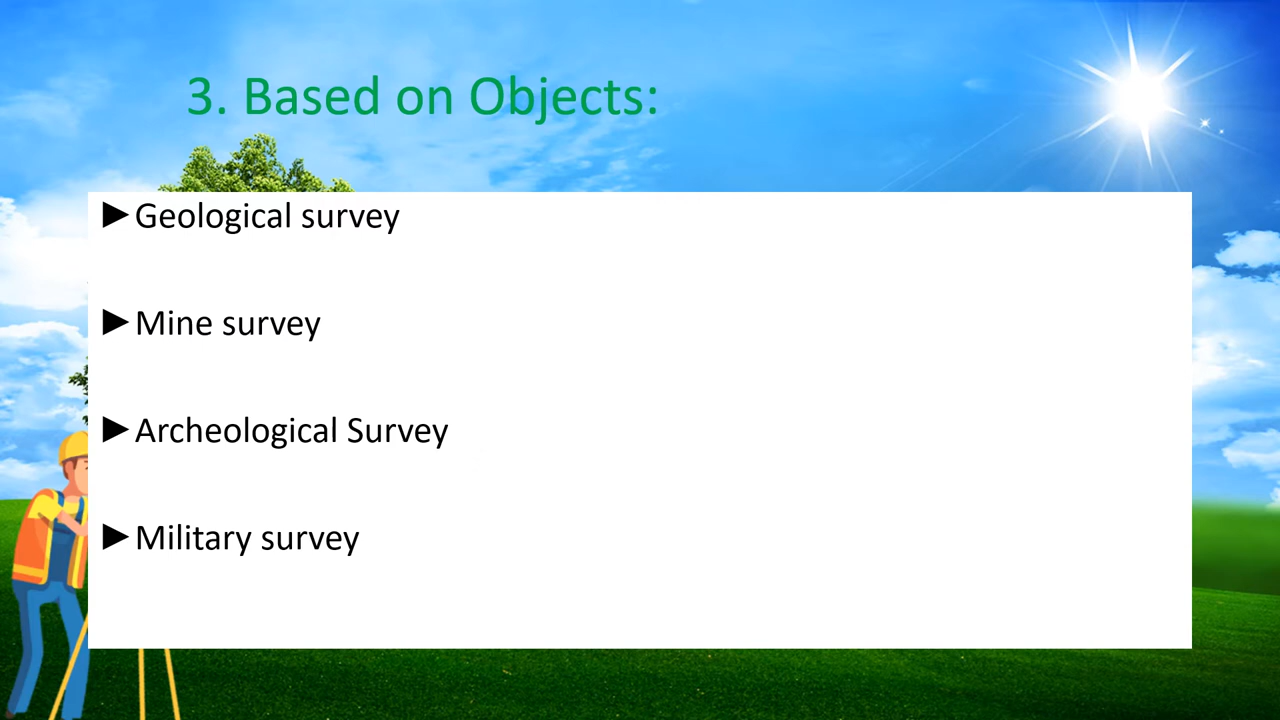 3. Based on Objects:
►Geological survey
►Mine survey
►Archeological Survey
►Military survey